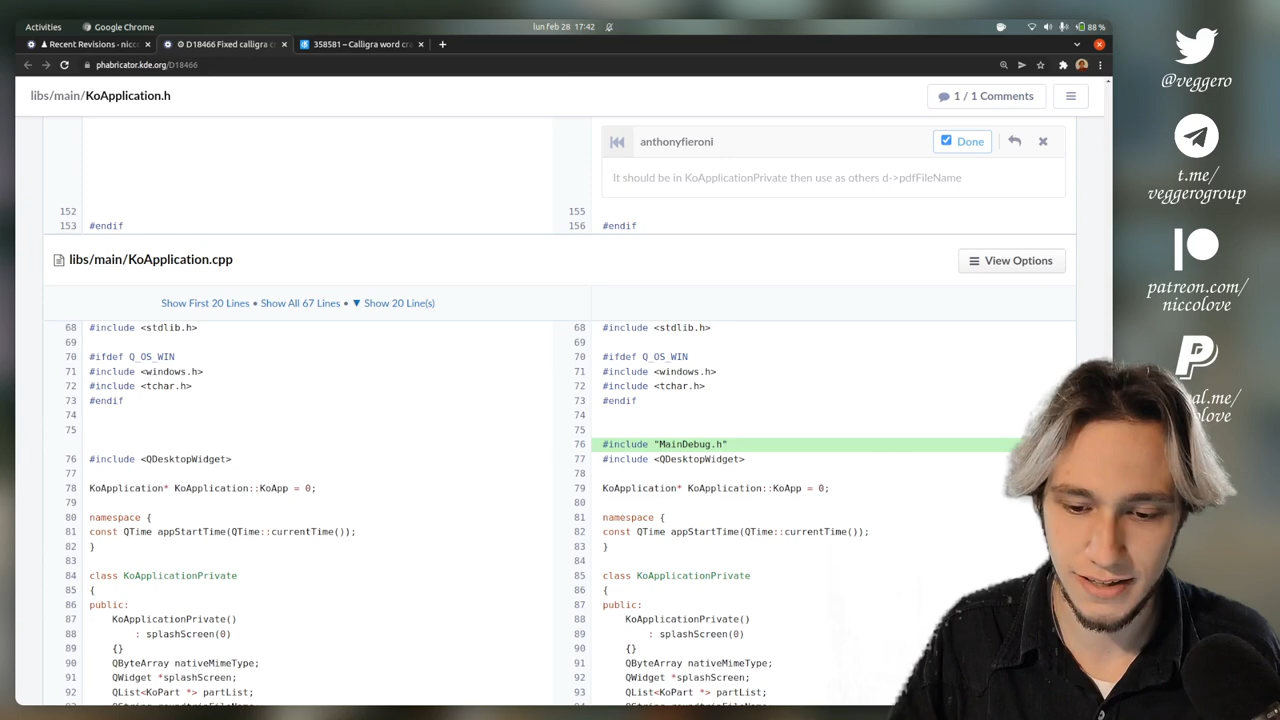 Activities
Google Chrome
lun feb 28 17:42
88 %
Recent Revisions · nicco
D18466 Fixed calligra cr
358581 – Calligra word cra
phabricator.kde.org/D18466
libs/main/KoApplication.h
1 / 1 Comments
anthonyfieroni
Done
It should be in KoApplicationPrivate then use as others d->pdfFileName
152 155
153 #endif 156 #endif
libs/main/KoApplication.cpp
View Options
Show First 20 Lines • Show All 67 Lines • ▼ Show 20 Line(s)
68 #include <stdlib.h> 68 #include <stdlib.h>
69 69
70 #ifdef Q_OS_WIN 70 #ifdef Q_OS_WIN
71 #include <windows.h> 71 #include <windows.h>
72 #include <tchar.h> 72 #include <tchar.h>
73 #endif 73 #endif
74 74
75 75
76 #include "MainDebug.h"
76 #include <QDesktopWidget> 77 #include <QDesktopWidget>
77 78
78 KoApplication* KoApplication::KoApp = 0; 79 KoApplication* KoApplication::KoApp = 0;
79 80
80 namespace { 81 namespace {
81 const QTime appStartTime(QTime::currentTime()); 82 const QTime appStartTime(QTime::currentTime());
82 } 83 }
83 84
84 class KoApplicationPrivate 85 class KoApplicationPrivate
85 { 86 {
86 public: 87 public:
87 KoApplicationPrivate() 88 KoApplicationPrivate()
88 : splashScreen(0) 89 : splashScreen(0)
89 {} 90 {}
90 QByteArray nativeMimeType; 91 QByteArray nativeMimeType;
91 QWidget *splashScreen; 92 QWidget *splashScreen;
92 QList<KoPart *> partList; 93 QList<KoPart *> partList;
@veggero
t.me/
veggerogroup
patreon.com/
niccolove
al.me/
olove